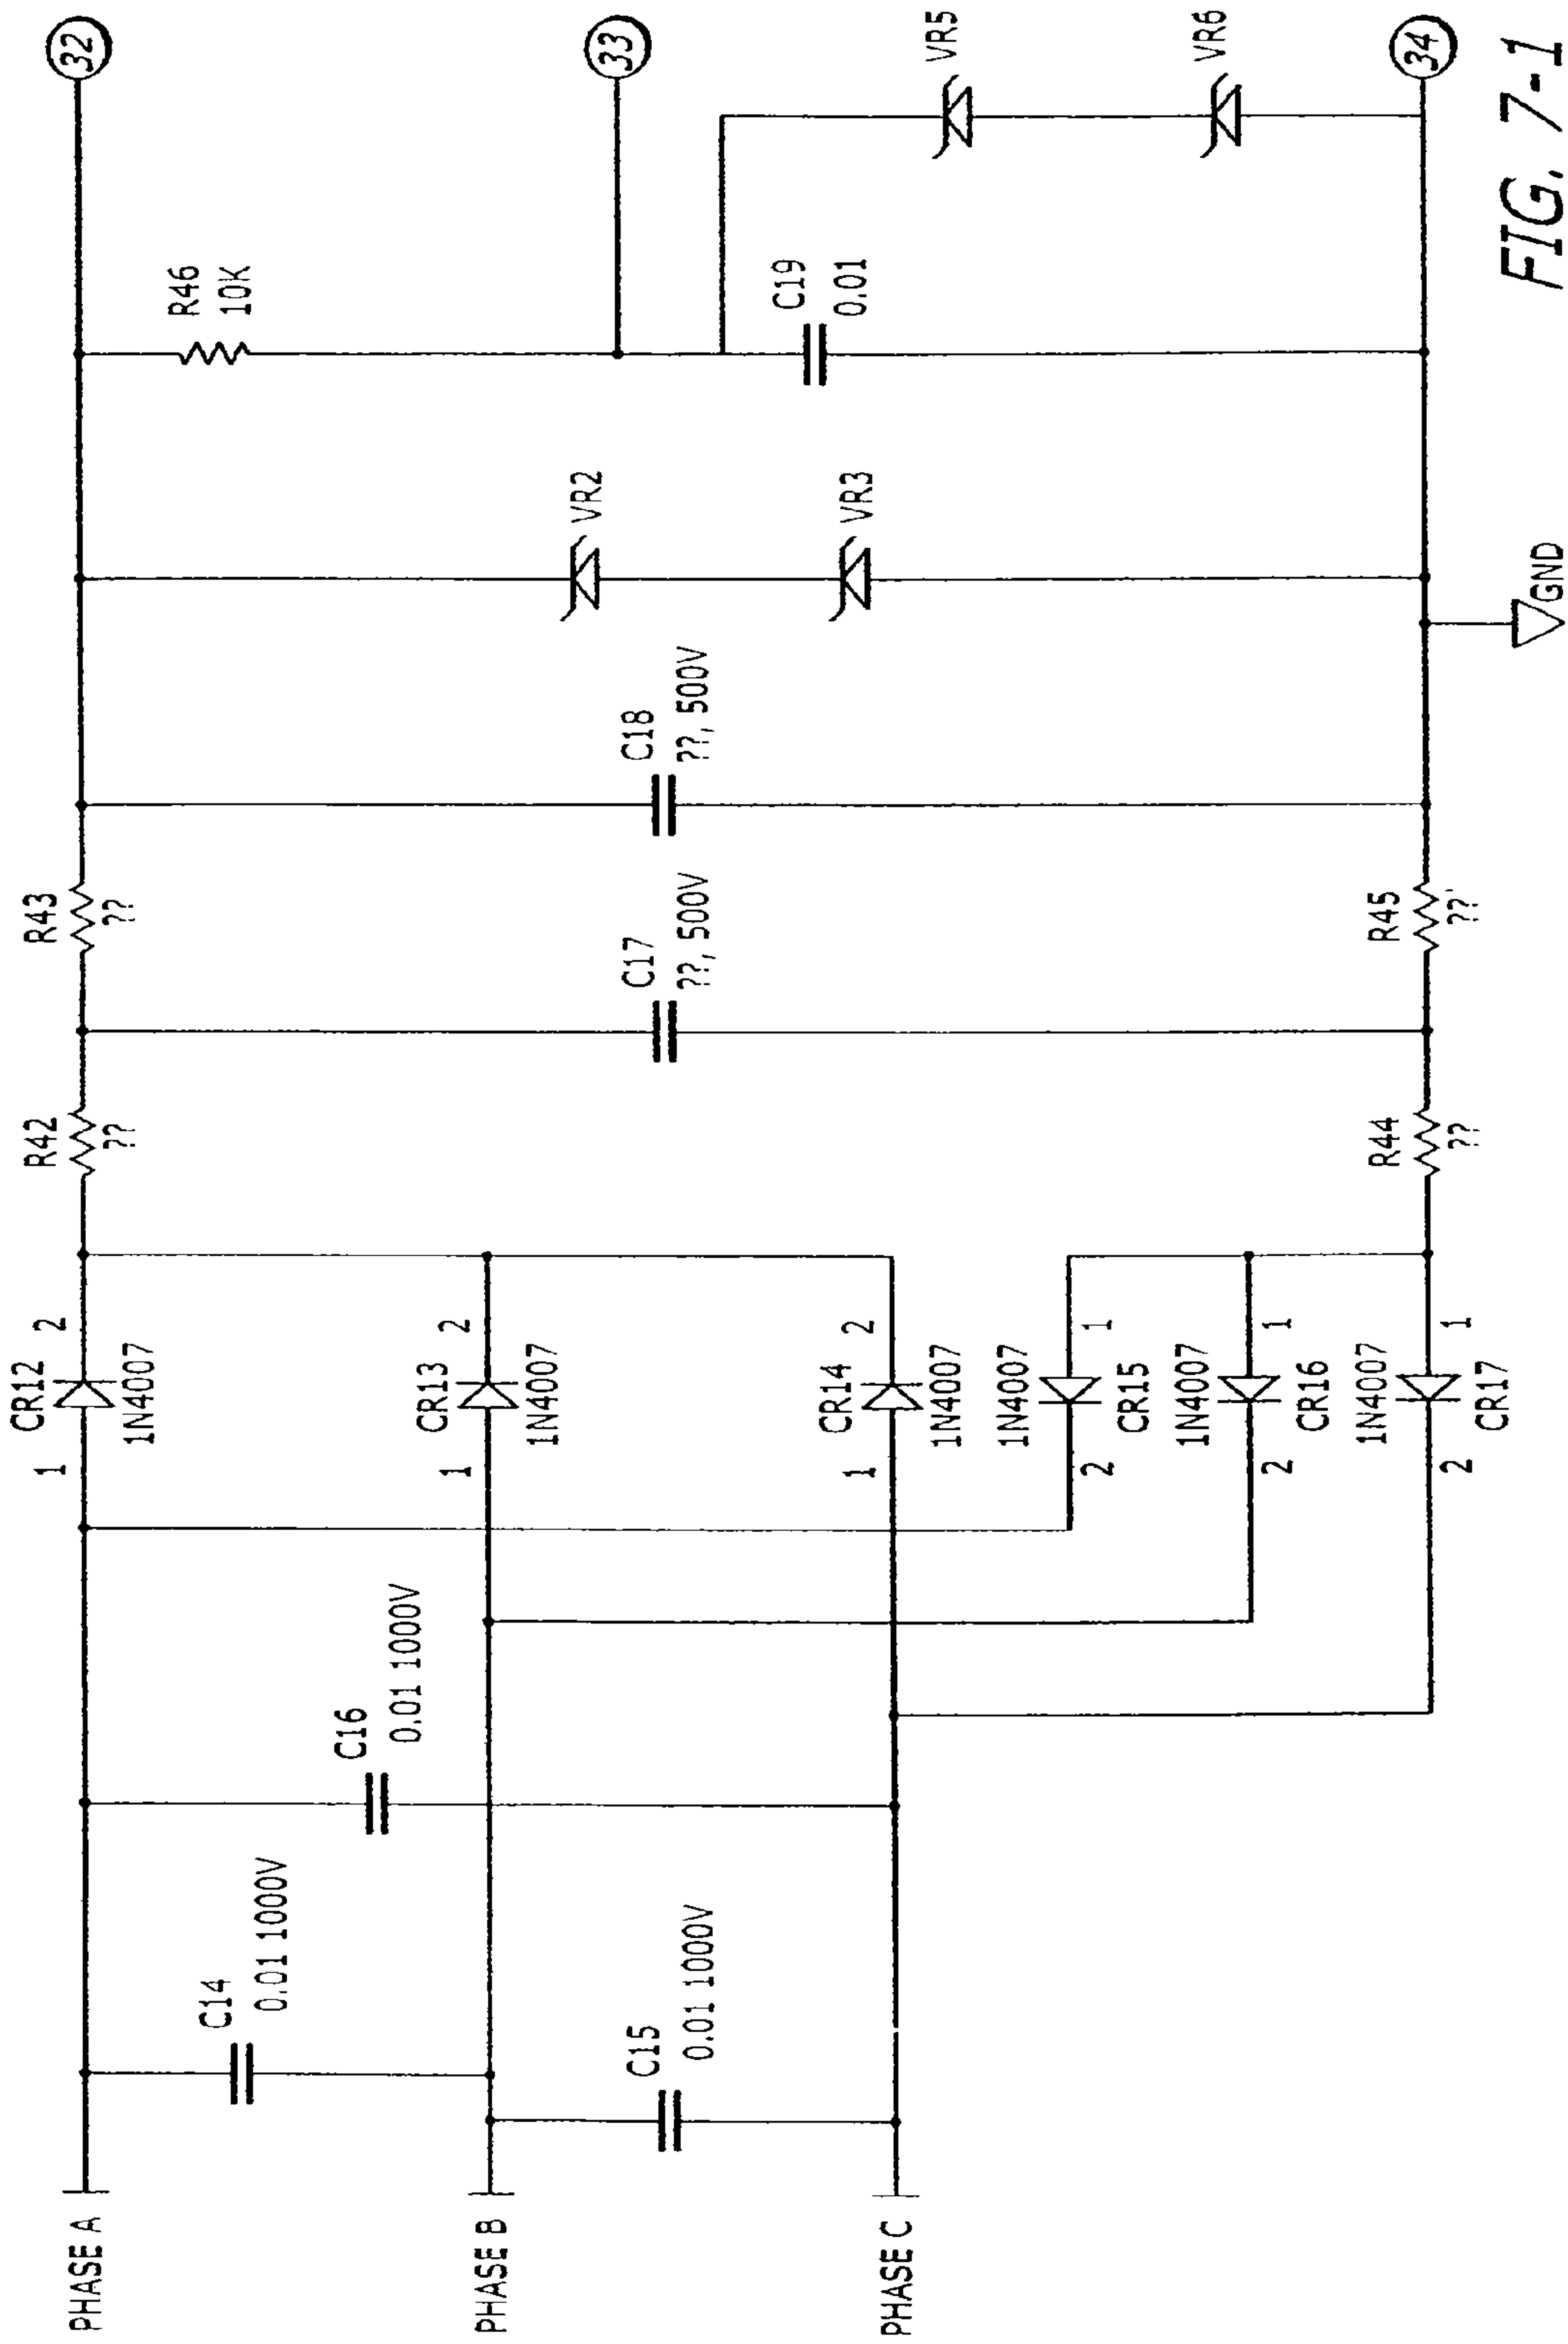 PHASE A
PHASE B
PHASE C
C14
0.01 1000V
C15
0.01 1000V
C16
0.01 1000V
1
CR12
2
1N4007
1
CR13
2
1N4007
1
CR14
2
1N4007
1N4007
2
CR15
1
1N4007
2
CR16
1
1N4007
2
CR17
1
R42
??
R43
??
R44
??
R45
??
C17
??, 500V
C18
??, 500V
VR2
VR3
GND
R46
10K
C19
0.01
VR5
VR6
32
33
34
FIG. 7-1